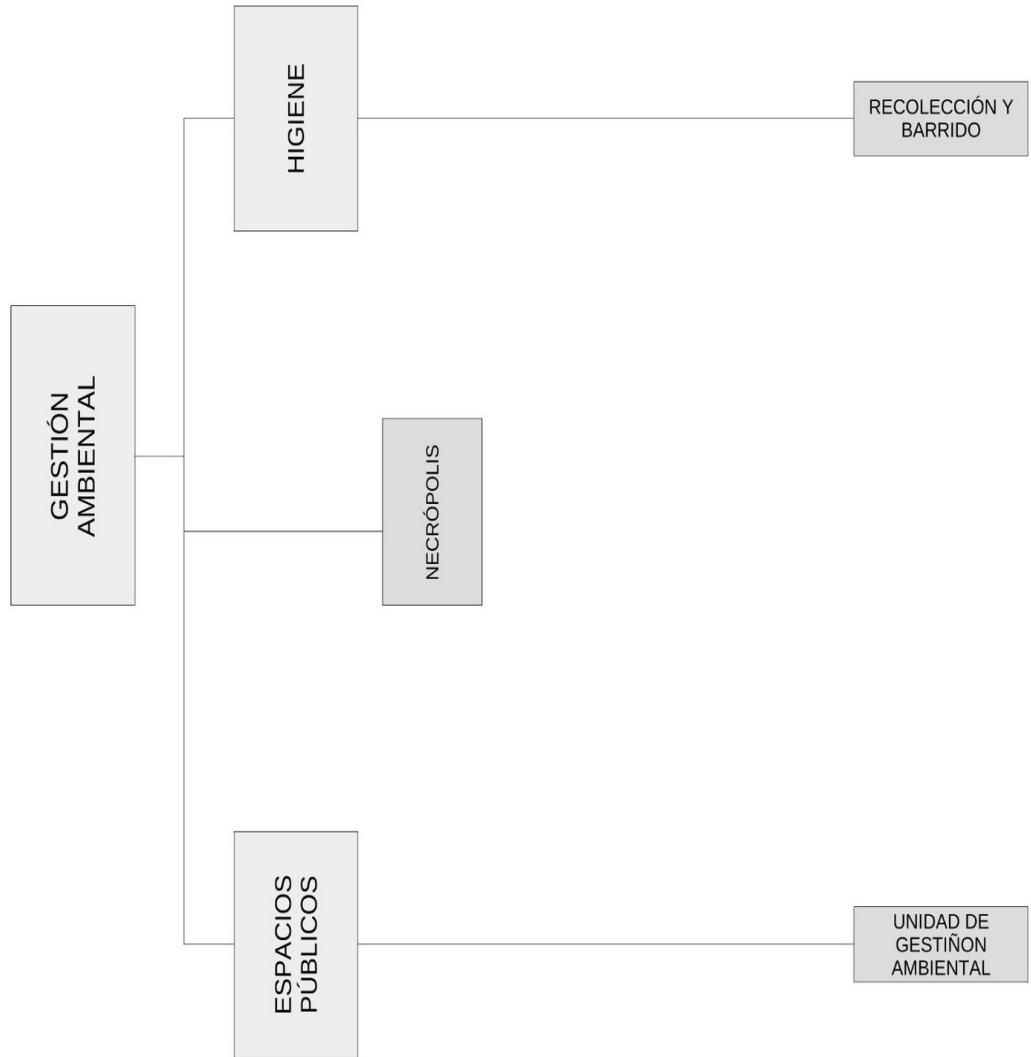 GESTIÓN
AMBIENTAL
HIGIENE
RECOLECCIÓN Y
BARRIDO
NECRÓPOLIS
ESPACIOS
PÚBLICOS
UNIDAD DE
GESTIÑON
AMBIENTAL